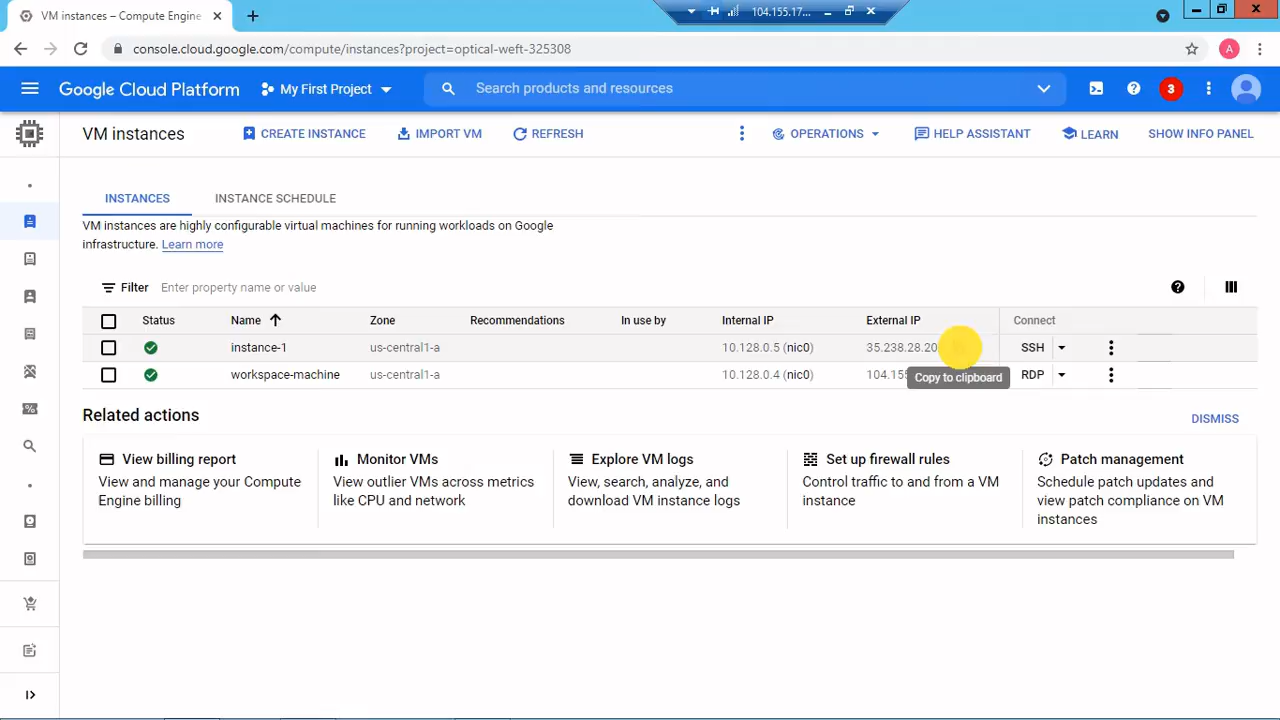 VM instances – Compute Engine
104.155.17...
console.cloud.google.com/compute/instances?project=optical-weft-325308
A
Google Cloud Platform
My First Project
Search products and resources
3
VM instances
CREATE INSTANCE
IMPORT VM
REFRESH
OPERATIONS
HELP ASSISTANT
LEARN
SHOW INFO PANEL
INSTANCES
INSTANCE SCHEDULE
VM instances are highly configurable virtual machines for running workloads on Google
infrastructure. Learn more
Filter Enter property name or value
Status Name Zone Recommendations In use by Internal IP External IP Connect
instance-1 us-central1-a 10.128.0.5 (nic0) 35.238.28.20 SSH
workspace-machine us-central1-a 10.128.0.4 (nic0) 104.155 RDP
Copy to clipboard
Related actions
DISMISS
View billing report
View and manage your Compute
Engine billing
Monitor VMs
View outlier VMs across metrics
like CPU and network
Explore VM logs
View, search, analyze, and
download VM instance logs
Set up firewall rules
Control traffic to and from a VM
instance
Patch management
Schedule patch updates and
view patch compliance on VM
instances